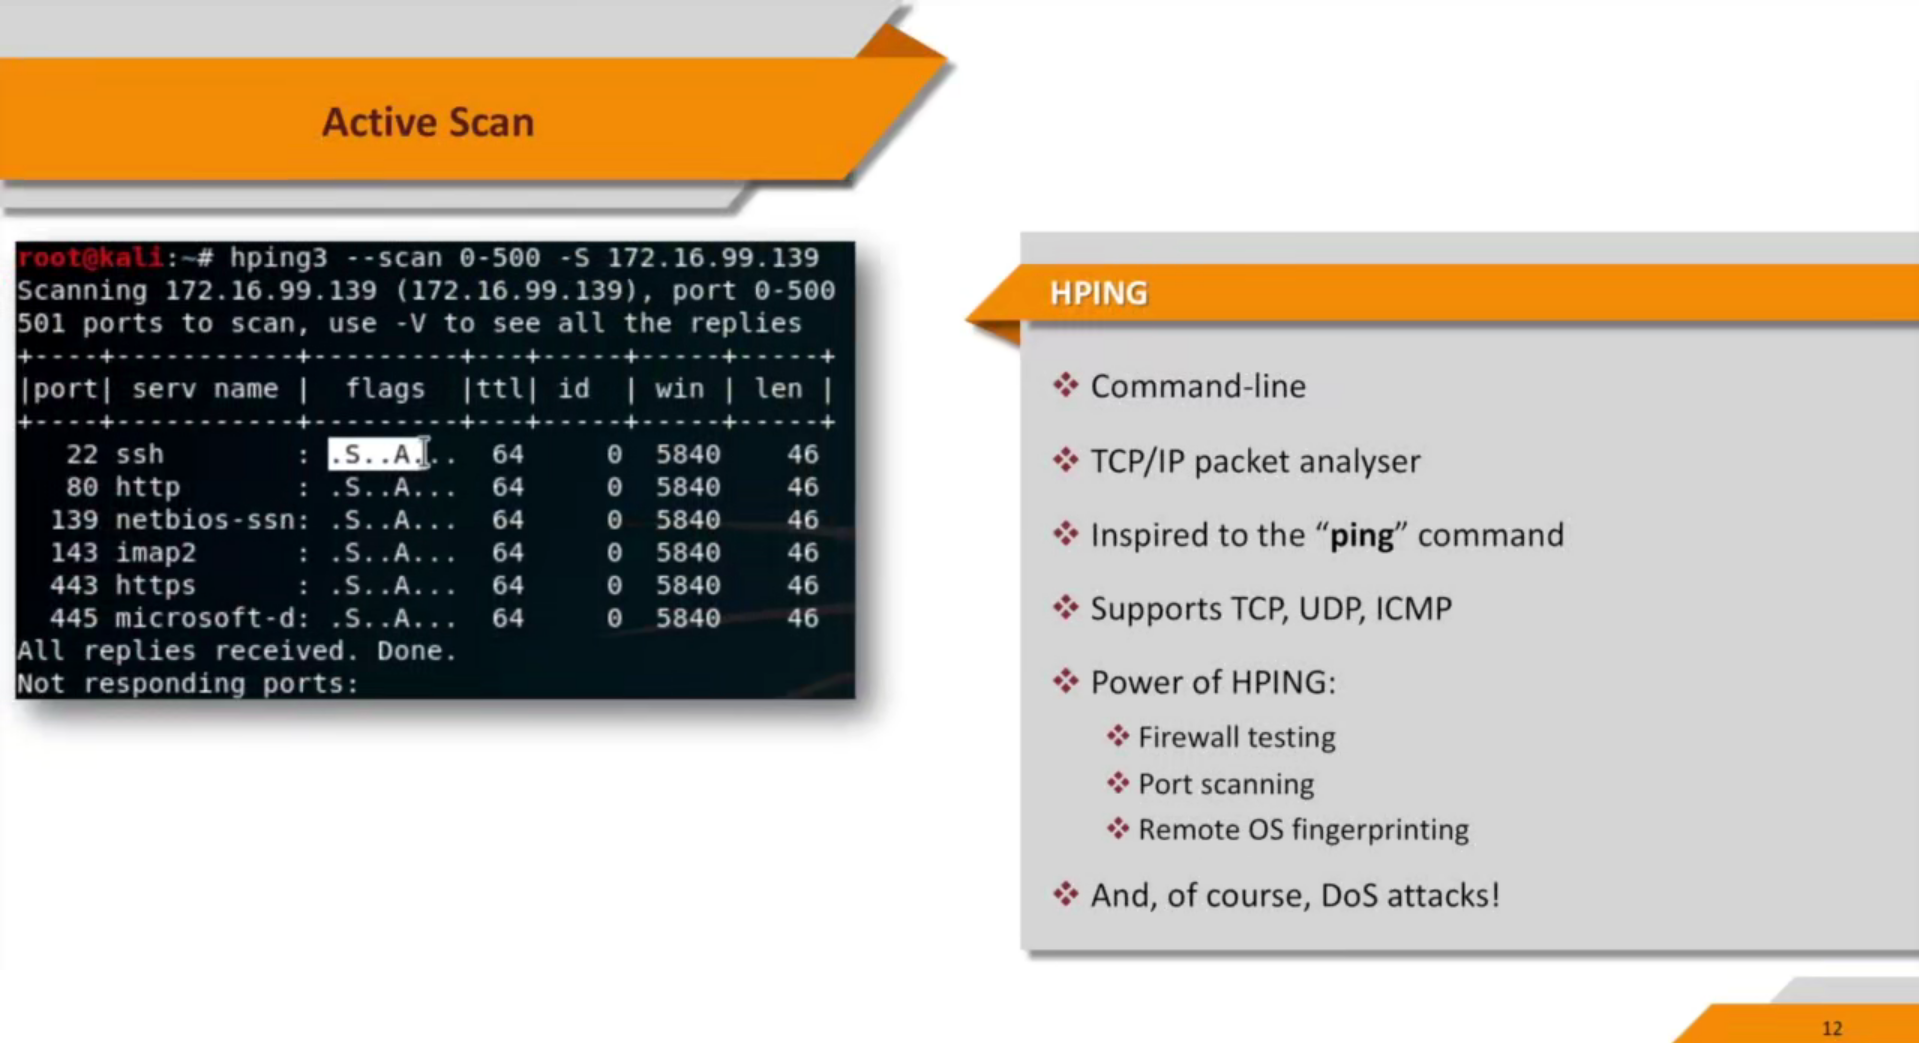 Active Scan
root@kali:~# hping3 --scan 0-500 -S 172.16.99.139
Scanning 172.16.99.139 (172.16.99.139), port 0-500
501 ports to scan, use -V to see all the replies
+----+-----------+---------+---+-----+-----+-----+
|port| serv name |  flags  |ttl| id  | win | len |
+----+-----------+---------+---+-----+-----+-----+
   22 ssh        : .S..A...  64     0  5840    46
   80 http       : .S..A...  64     0  5840    46
  139 netbios-ssn: .S..A...  64     0  5840    46
  143 imap2      : .S..A...  64     0  5840    46
  443 https      : .S..A...  64     0  5840    46
  445 microsoft-d: .S..A...  64     0  5840    46
All replies received. Done.
Not responding ports:
HPING
❖ Command-line
❖ TCP/IP packet analyser
❖ Inspired to the “ping” command
❖ Supports TCP, UDP, ICMP
❖ Power of HPING:
❖ Firewall testing
❖ Port scanning
❖ Remote OS fingerprinting
❖ And, of course, DoS attacks!
12